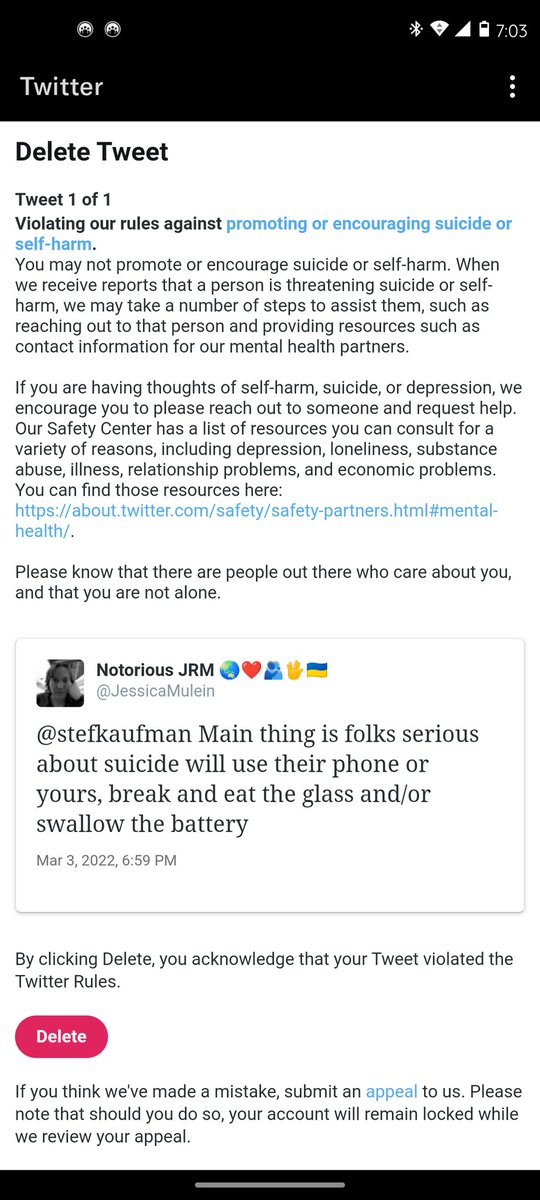 7:03
Twitter
Delete Tweet
Tweet 1 of 1
Violating our rules against promoting or encouraging suicide or
self-harm.
You may not promote or encourage suicide or self-harm. When
we receive reports that a person is threatening suicide or self-
harm, we may take a number of steps to assist them, such as
reaching out to that person and providing resources such as
contact information for our mental health partners.
If you are having thoughts of self-harm, suicide, or depression, we
encourage you to please reach out to someone and request help.
Our Safety Center has a list of resources you can consult for a
variety of reasons, including depression, loneliness, substance
abuse, illness, relationship problems, and economic problems.
You can find those resources here:
https://about.twitter.com/safety/safety-partners.html#mental-
health/.
Please know that there are people out there who care about you,
and that you are not alone.
Notorious JRM 🌏❤️🫂🖖🇺🇦
@JessicaMulein
@stefkaufman Main thing is folks serious
about suicide will use their phone or
yours, break and eat the glass and/or
swallow the battery
Mar 3, 2022, 6:59 PM
By clicking Delete, you acknowledge that your Tweet violated the
Twitter Rules.
Delete
If you think we've made a mistake, submit an appeal to us. Please
note that should you do so, your account will remain locked while
we review your appeal.